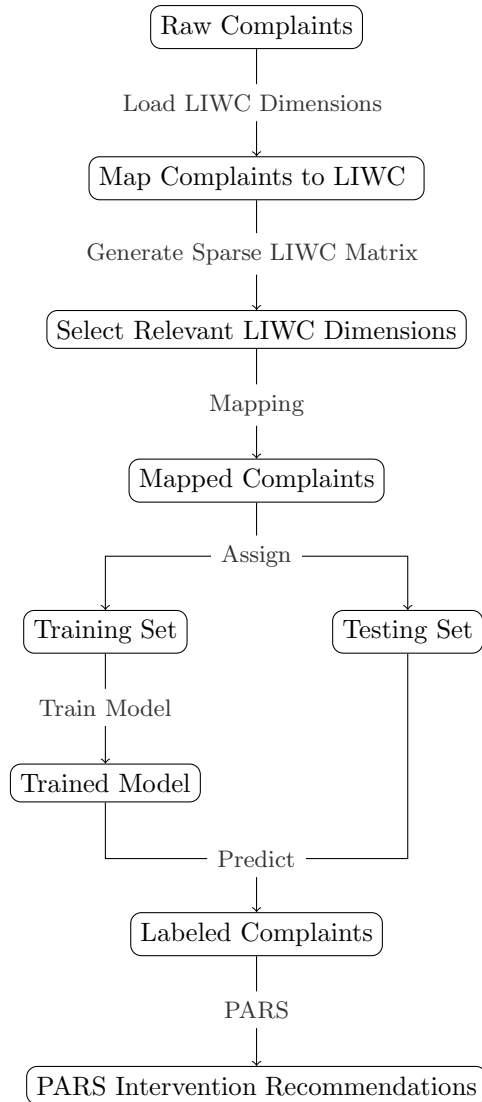 Raw Complaints
Load LIWC Dimensions
Map Complaints to LIWC
Generate Sparse LIWC Matrix
Select Relevant LIWC Dimensions
Mapping
Mapped Complaints
Assign
Training Set
Testing Set
Train Model
Trained Model
Predict
Labeled Complaints
PARS
PARS Intervention Recommendations